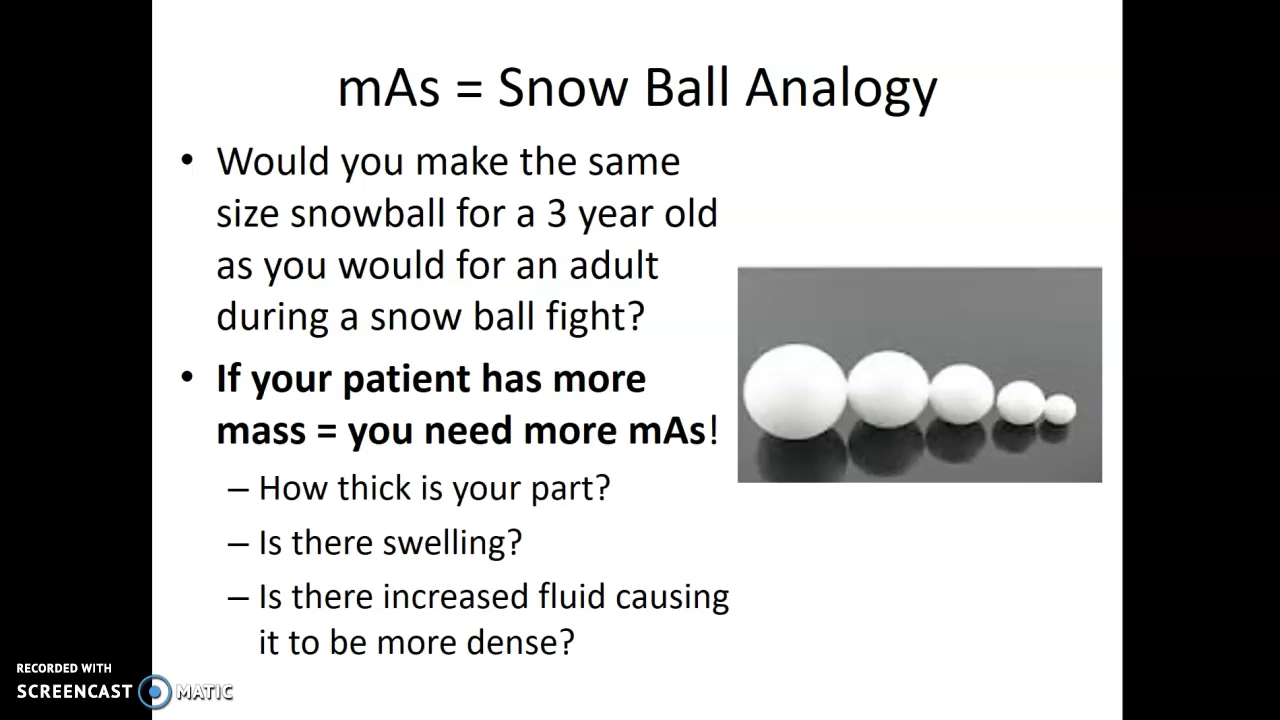 mAs = Snow Ball Analogy
• Would you make the same
size snowball for a 3 year old
as you would for an adult
during a snow ball fight?
• If your patient has more
mass = you need more mAs!
– How thick is your part?
– Is there swelling?
– Is there increased fluid causing
it to be more dense?
RECORDED WITH
SCREENCAST MATIC